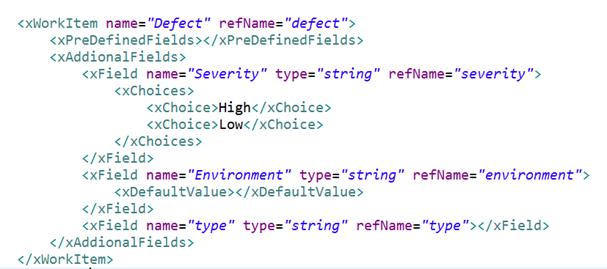 <xWorkItem name="Defect" refName="defect">
<xPreDefinedFields></xPreDefinedFields>
<xAddionalFields>
<xField name="Severity" type="string" refName="severity">
<xChoices>
<xChoice>High</xChoice>
<xChoice>Low</xChoice>
</xChoices>
</xField>
<xField name="Environment" type="string" refName="environment">
<xDefaultValue></xDefaultValue>
</xField>
<xField name="type" type="string" refName="type"></xField>
</xAddionalFields>
</xWorkItem>